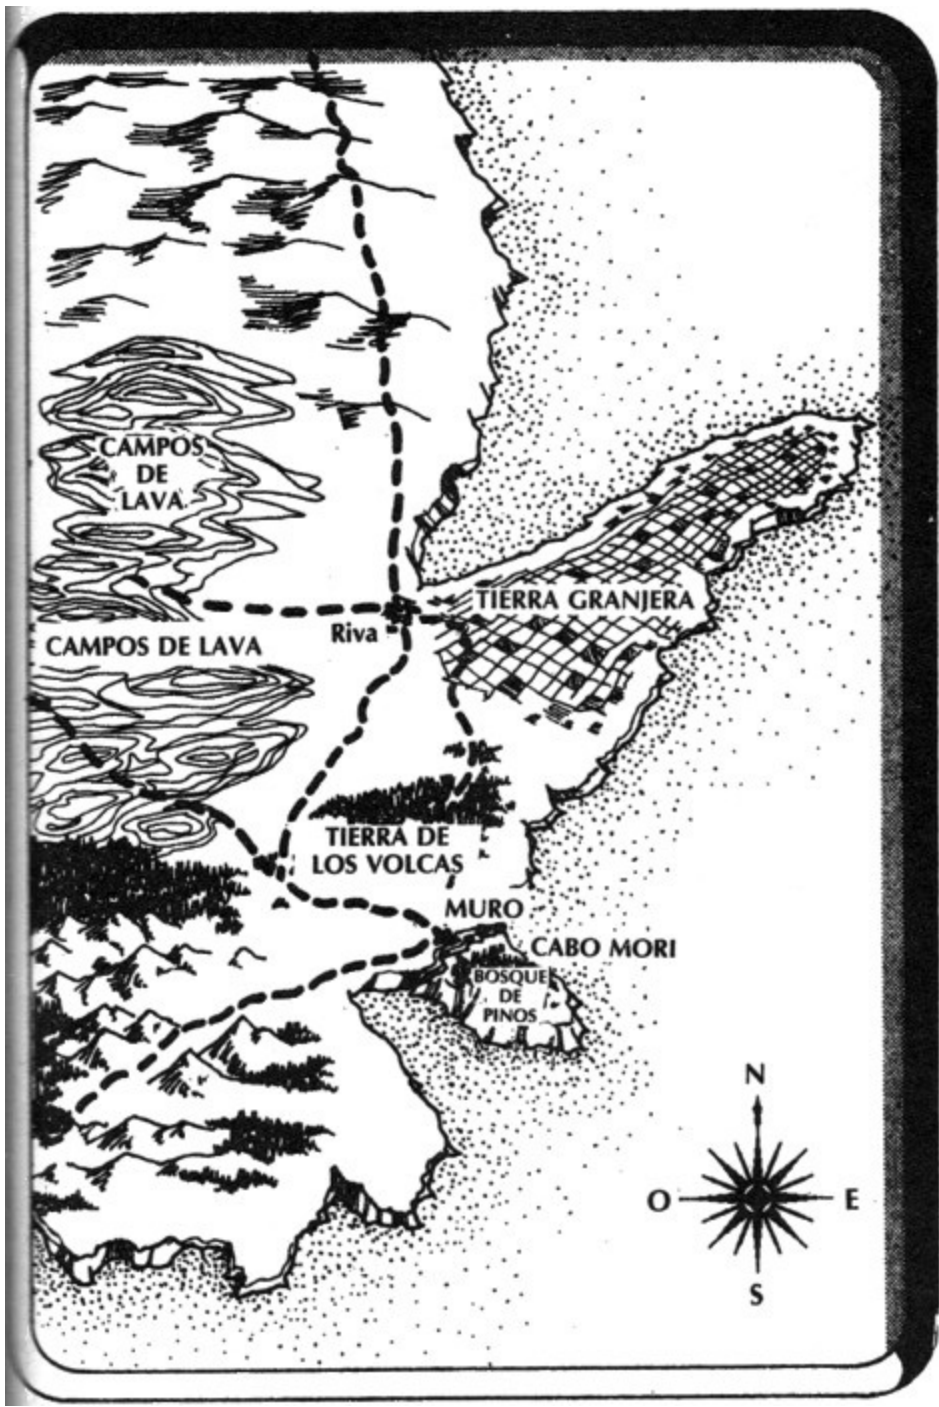 CAMPOS
DE
LAVA
TIERRA GRANJERA
Riva
CAMPOS DE LAVA
TIERRA DE
LOS VOLCAS
MURO
CABO MORI
BOSQUE
DE
PINOS
N
O
E
S